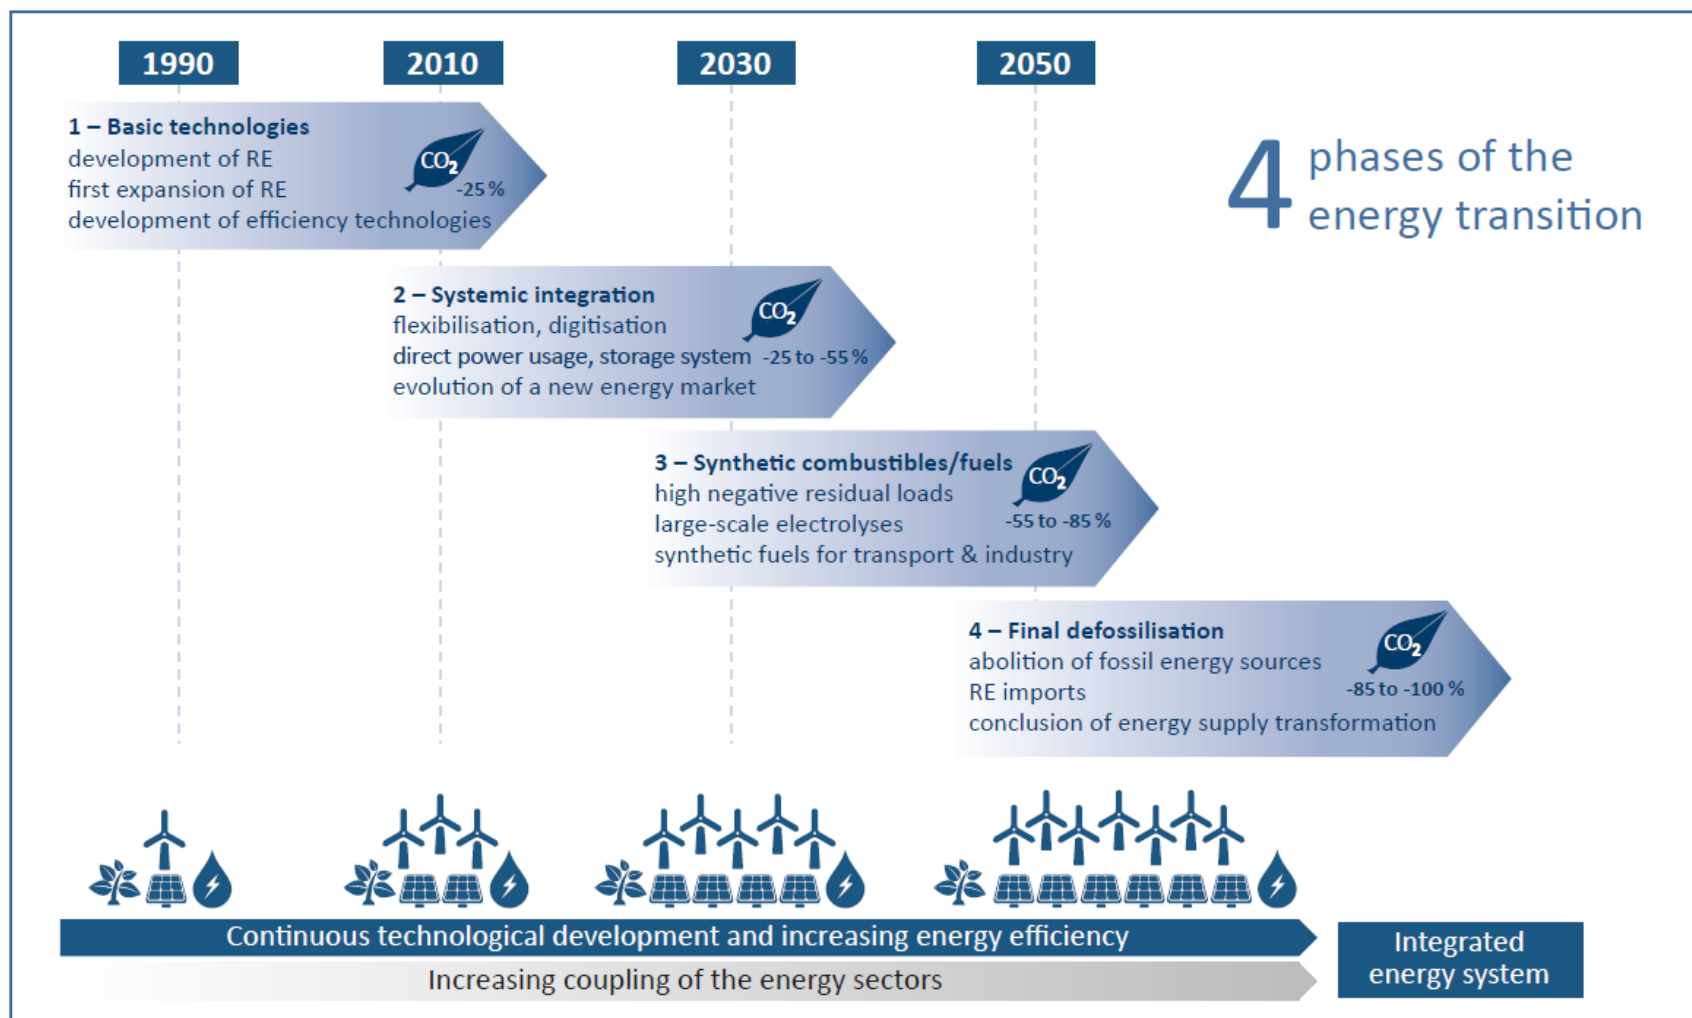 1990
2010
2030
2050
4 phases of the
energy transition
1 – Basic technologies
development of RE
first expansion of RE
development of efficiency technologies
CO₂
-25 %
2 – Systemic integration
flexibilisation, digitisation
direct power usage, storage system
evolution of a new energy market
CO₂
-25 to -55 %
3 – Synthetic combustibles/fuels
high negative residual loads
large-scale electrolyses
synthetic fuels for transport & industry
CO₂
-55 to -85 %
4 – Final defossilisation
abolition of fossil energy sources
RE imports
conclusion of energy supply transformation
CO₂
-85 to -100 %
Continuous technological development and increasing energy efficiency
Increasing coupling of the energy sectors
Integrated
energy system